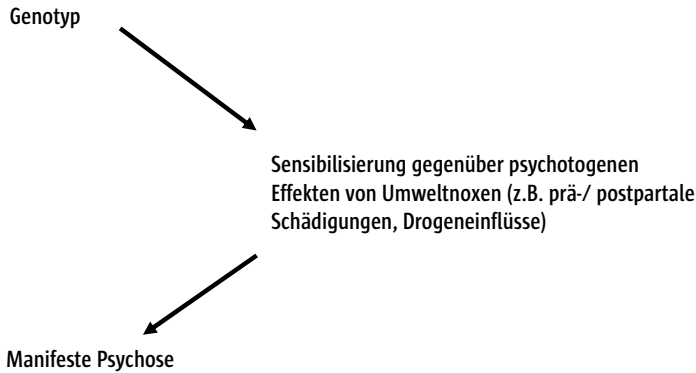 Genotyp
Sensibilisierung gegenüber psychotogenen
Effekten von Umweltnoxen (z.B. prä-/ postpartale
Schädigungen, Drogeneinflüsse)
Manifeste Psychose